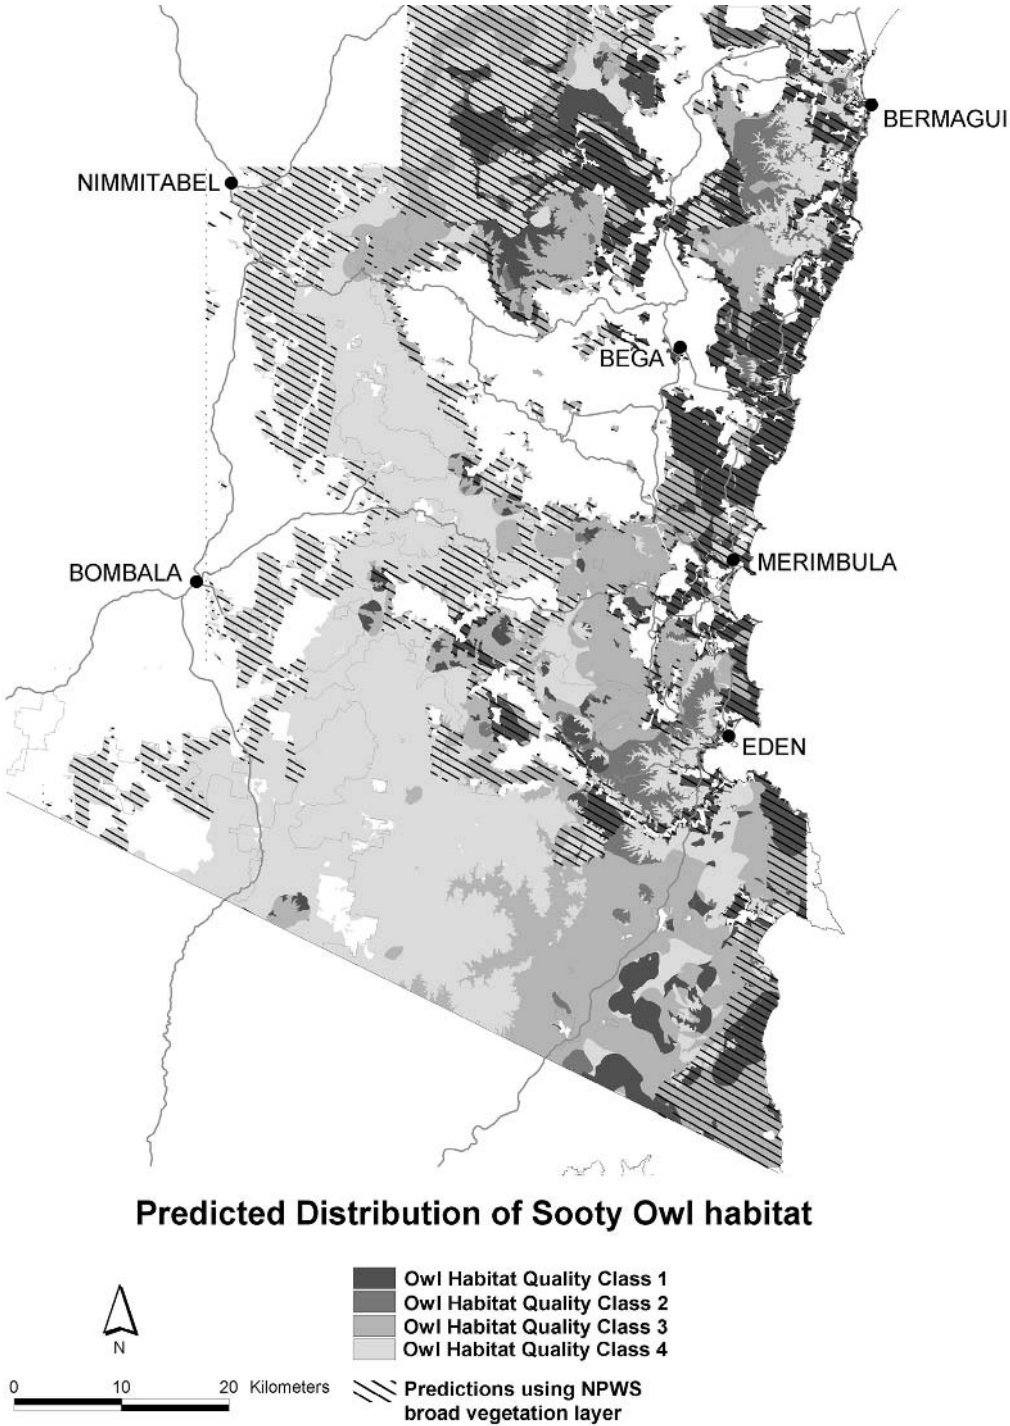 BERMAGUI
NIMMITABEL
BEGA
MERIMBULA
BOMBALA
EDEN
Predicted Distribution of Sooty Owl habitat
Owl Habitat Quality Class 1
Owl Habitat Quality Class 2
Owl Habitat Quality Class 3
Owl Habitat Quality Class 4
N
0 10 20 Kilometers
Predictions using NPWS
broad vegetation layer